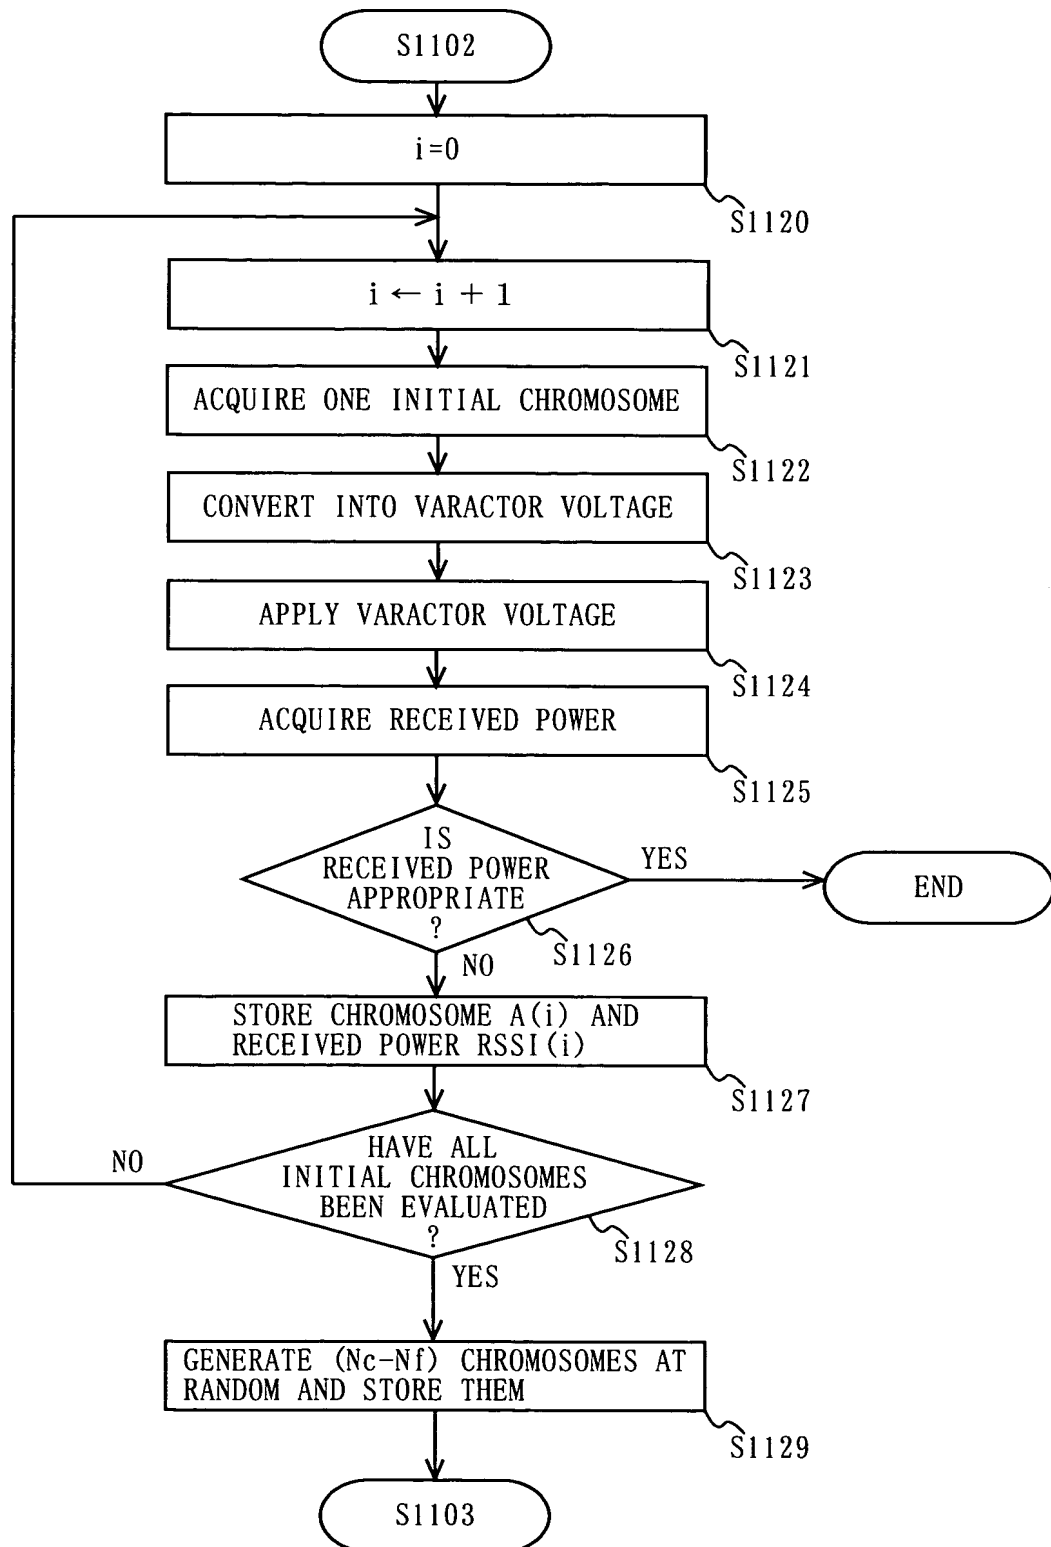 S1102
i=0
S1120
i ← i + 1
S1121
ACQUIRE ONE INITIAL CHROMOSOME
S1122
CONVERT INTO VARACTOR VOLTAGE
S1123
APPLY VARACTOR VOLTAGE
S1124
ACQUIRE RECEIVED POWER
S1125
IS
RECEIVED POWER
APPROPRIATE
?
YES
END
S1126
NO
STORE CHROMOSOME A(i) AND
RECEIVED POWER RSSI(i)
S1127
HAVE ALL
INITIAL CHROMOSOMES
BEEN EVALUATED
?
NO
S1128
YES
GENERATE (Nc-Nf) CHROMOSOMES AT
RANDOM AND STORE THEM
S1129
S1103